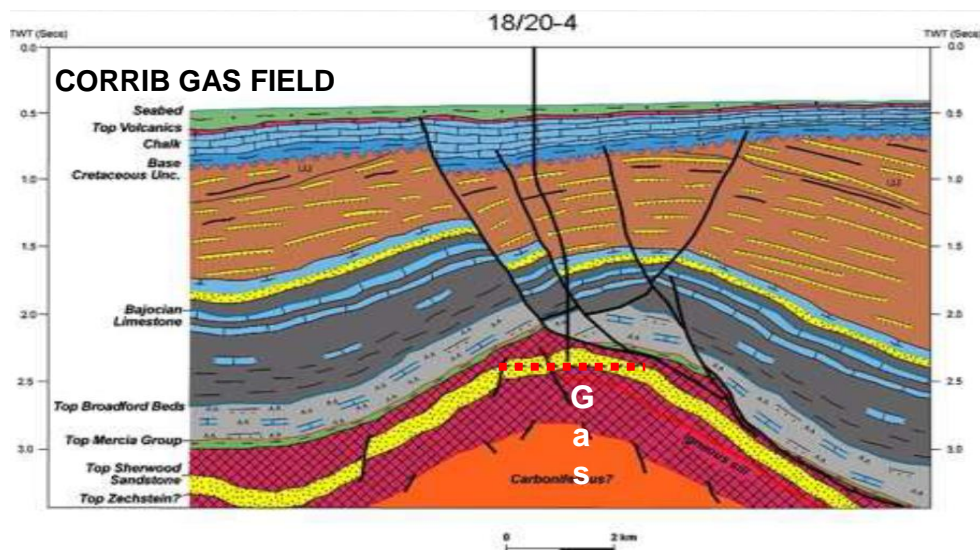 18/20-4
TWT (Secs)
TWT (Secs)
CORRIB GAS FIELD
0.0
0.0
Seabed
0.5
0.5
Top Volcanics
Chalk
Base
Cretaceous Unc.
1.0
1.0
1.5
1.5
Bajocian
Limestone
2.0
2.0
2.5
2.5
Top Broadford Beds
Top Mercia Group
3.0
3.0
Top Sherwood
Sandstone
Top Zechstein?
G
a
s
Igneous sill
Carboniferous?
0
2 km